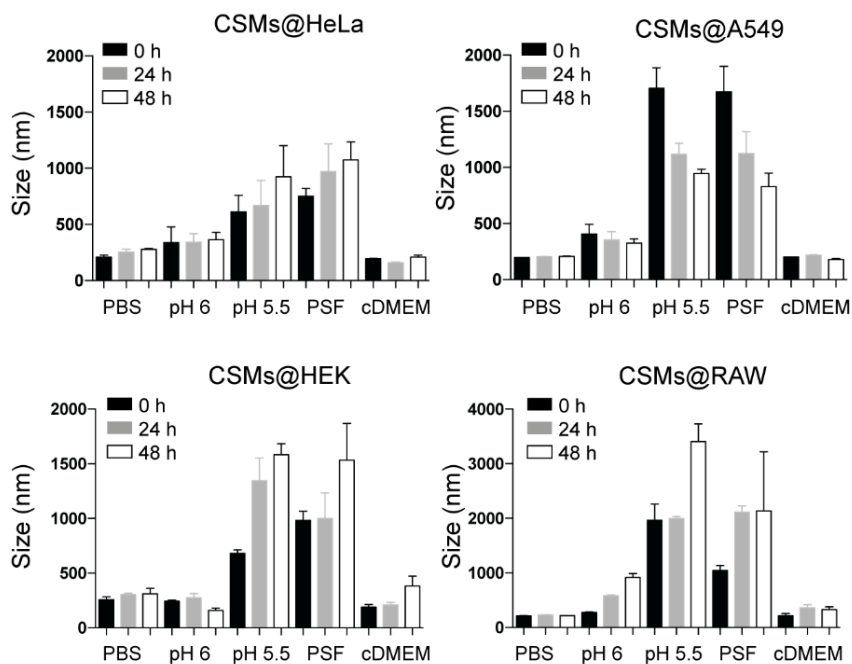 CSMs@HeLa
0 h
24 h
48 h
2000
1500
1000
500
0
Size (nm)
PBS pH 6 pH 5.5 PSF cDMEM
CSMs@A549
0 h
24 h
48 h
2000
1500
1000
500
0
Size (nm)
PBS pH 6 pH 5.5 PSF cDMEM
CSMs@HEK
0 h
24 h
48 h
2000
1500
1000
500
0
Size (nm)
PBS pH 6 pH 5.5 PSF cDMEM
CSMs@RAW
0 h
24 h
48 h
4000
3000
2000
1000
0
Size (nm)
PBS pH 6 pH 5.5 PSF cDMEM